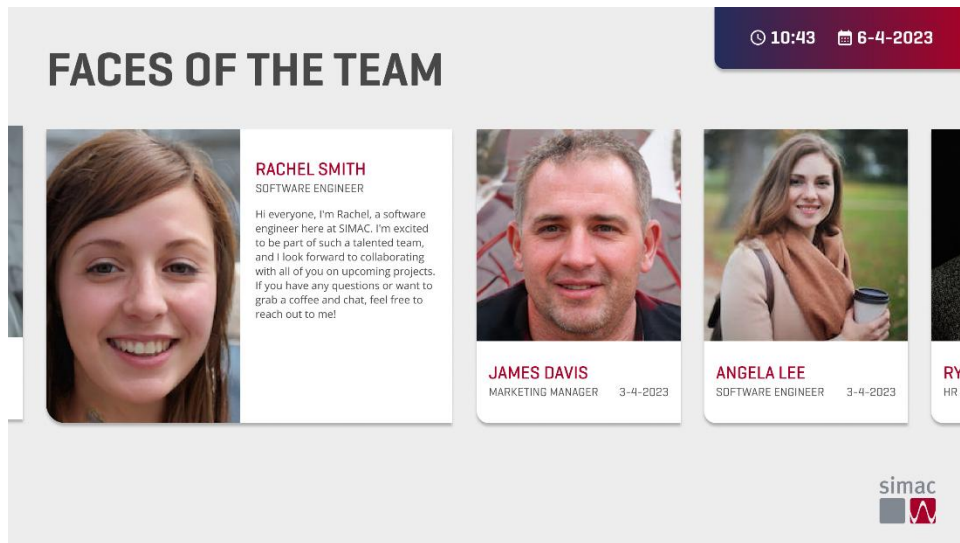 10:43 6-4-2023
FACES OF THE TEAM
RACHEL SMITH
SOFTWARE ENGINEER
Hi everyone, I'm Rachel, a software
engineer here at SIMAC. I'm excited
to be part of such a talented team,
and I look forward to collaborating
with all of you on upcoming projects.
If you have any questions or want to
grab a coffee and chat, feel free to
reach out to me!
JAMES DAVIS
MARKETING MANAGER 3-4-2023
ANGELA LEE
SOFTWARE ENGINEER 3-4-2023
RY
HR
simac